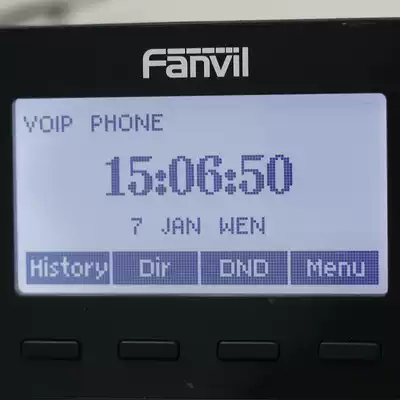 Fanvil
VOIP PHONE
15:06:50
7 JAN WEN
History Dir DND Menu